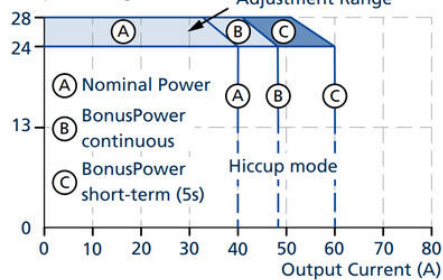 Adjustment Range
28
A
B
C
24
A Nominal Power
A
B
C
B BonusPower
continuous
13
C BonusPower
short-term (5s)
Hiccup mode
0
0 10 20 30 40 50 60 70 80
Output Current (A)